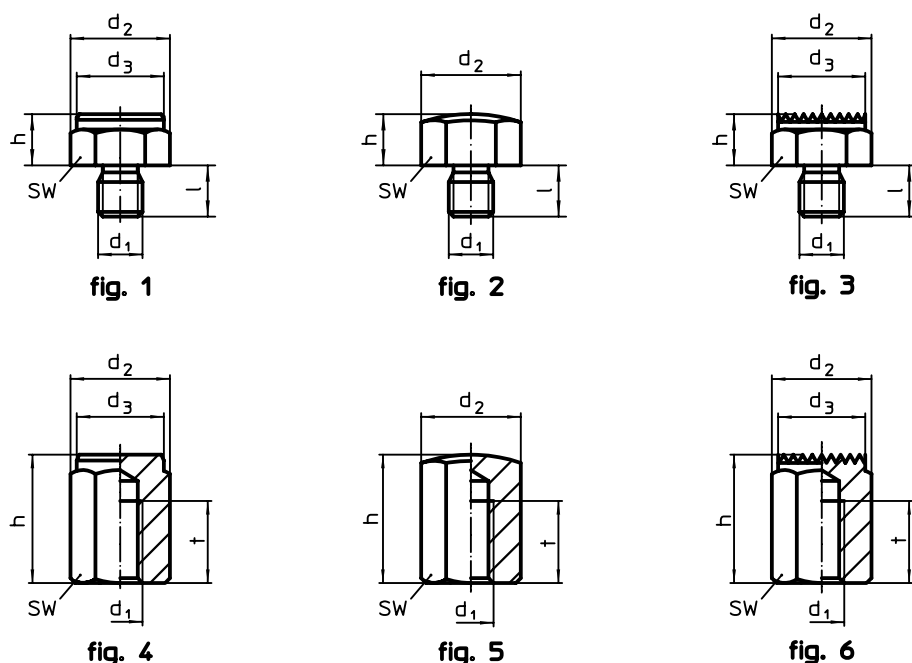 d2
d3
h
SW
l
d1
fig. 1
d2
h
SW
l
d1
fig. 2
d2
d3
h
SW
l
d1
fig. 3
d2
d3
h
t
SW
d1
fig. 4
d2
h
t
SW
d1
fig. 5
d2
d3
h
t
SW
d1
fig. 6